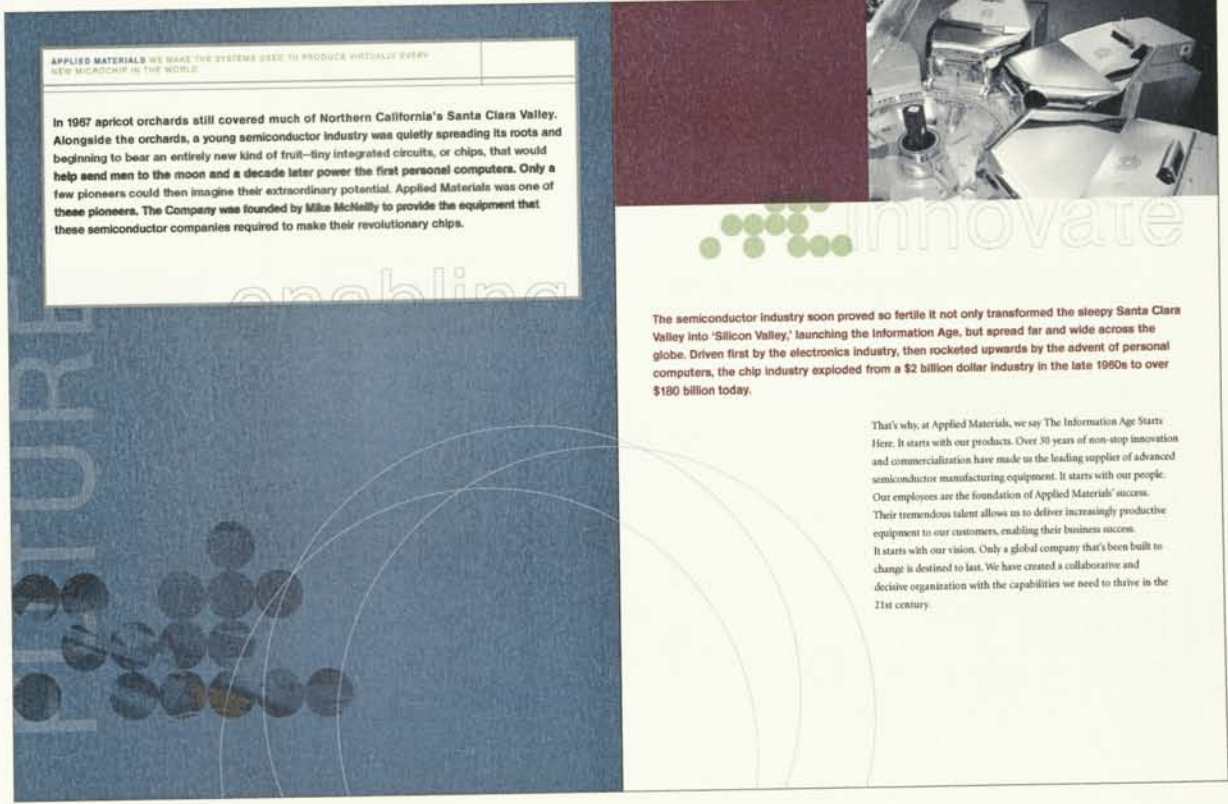 APPLIED MATERIALS WE MAKE THE SYSTEMS USED TO PRODUCE VIRTUALLY EVERY
NEW MICROCHIP IN THE WORLD
In 1967 apricot orchards still covered much of Northern California's Santa Clara Valley.
Alongside the orchards, a young semiconductor industry was quietly spreading its roots and
beginning to bear an entirely new kind of fruit–tiny integrated circuits, or chips, that would
help send men to the moon and a decade later power the first personal computers. Only a
few pioneers could then imagine their extraordinary potential. Applied Materials was one of
these pioneers. The Company was founded by Mike McNeilly to provide the equipment that
these semiconductor companies required to make their revolutionary chips.
enabling
innovate
The semiconductor industry soon proved so fertile it not only transformed the sleepy Santa Clara
Valley into 'Silicon Valley,' launching the Information Age, but spread far and wide across the
globe. Driven first by the electronics industry, then rocketed upwards by the advent of personal
computers, the chip industry exploded from a $2 billion dollar industry in the late 1960s to over
$180 billion today.
That's why, at Applied Materials, we say The Information Age Starts
Here. It starts with our products. Over 30 years of non-stop innovation
and commercialization have made us the leading supplier of advanced
semiconductor manufacturing equipment. It starts with our people.
Our employees are the foundation of Applied Materials' success.
Their tremendous talent allows us to deliver increasingly productive
equipment to our customers, enabling their business success.
It starts with our vision. Only a global company that's been built to
change is destined to last. We have created a collaborative and
decisive organization with the capabilities we need to thrive in the
21st century.